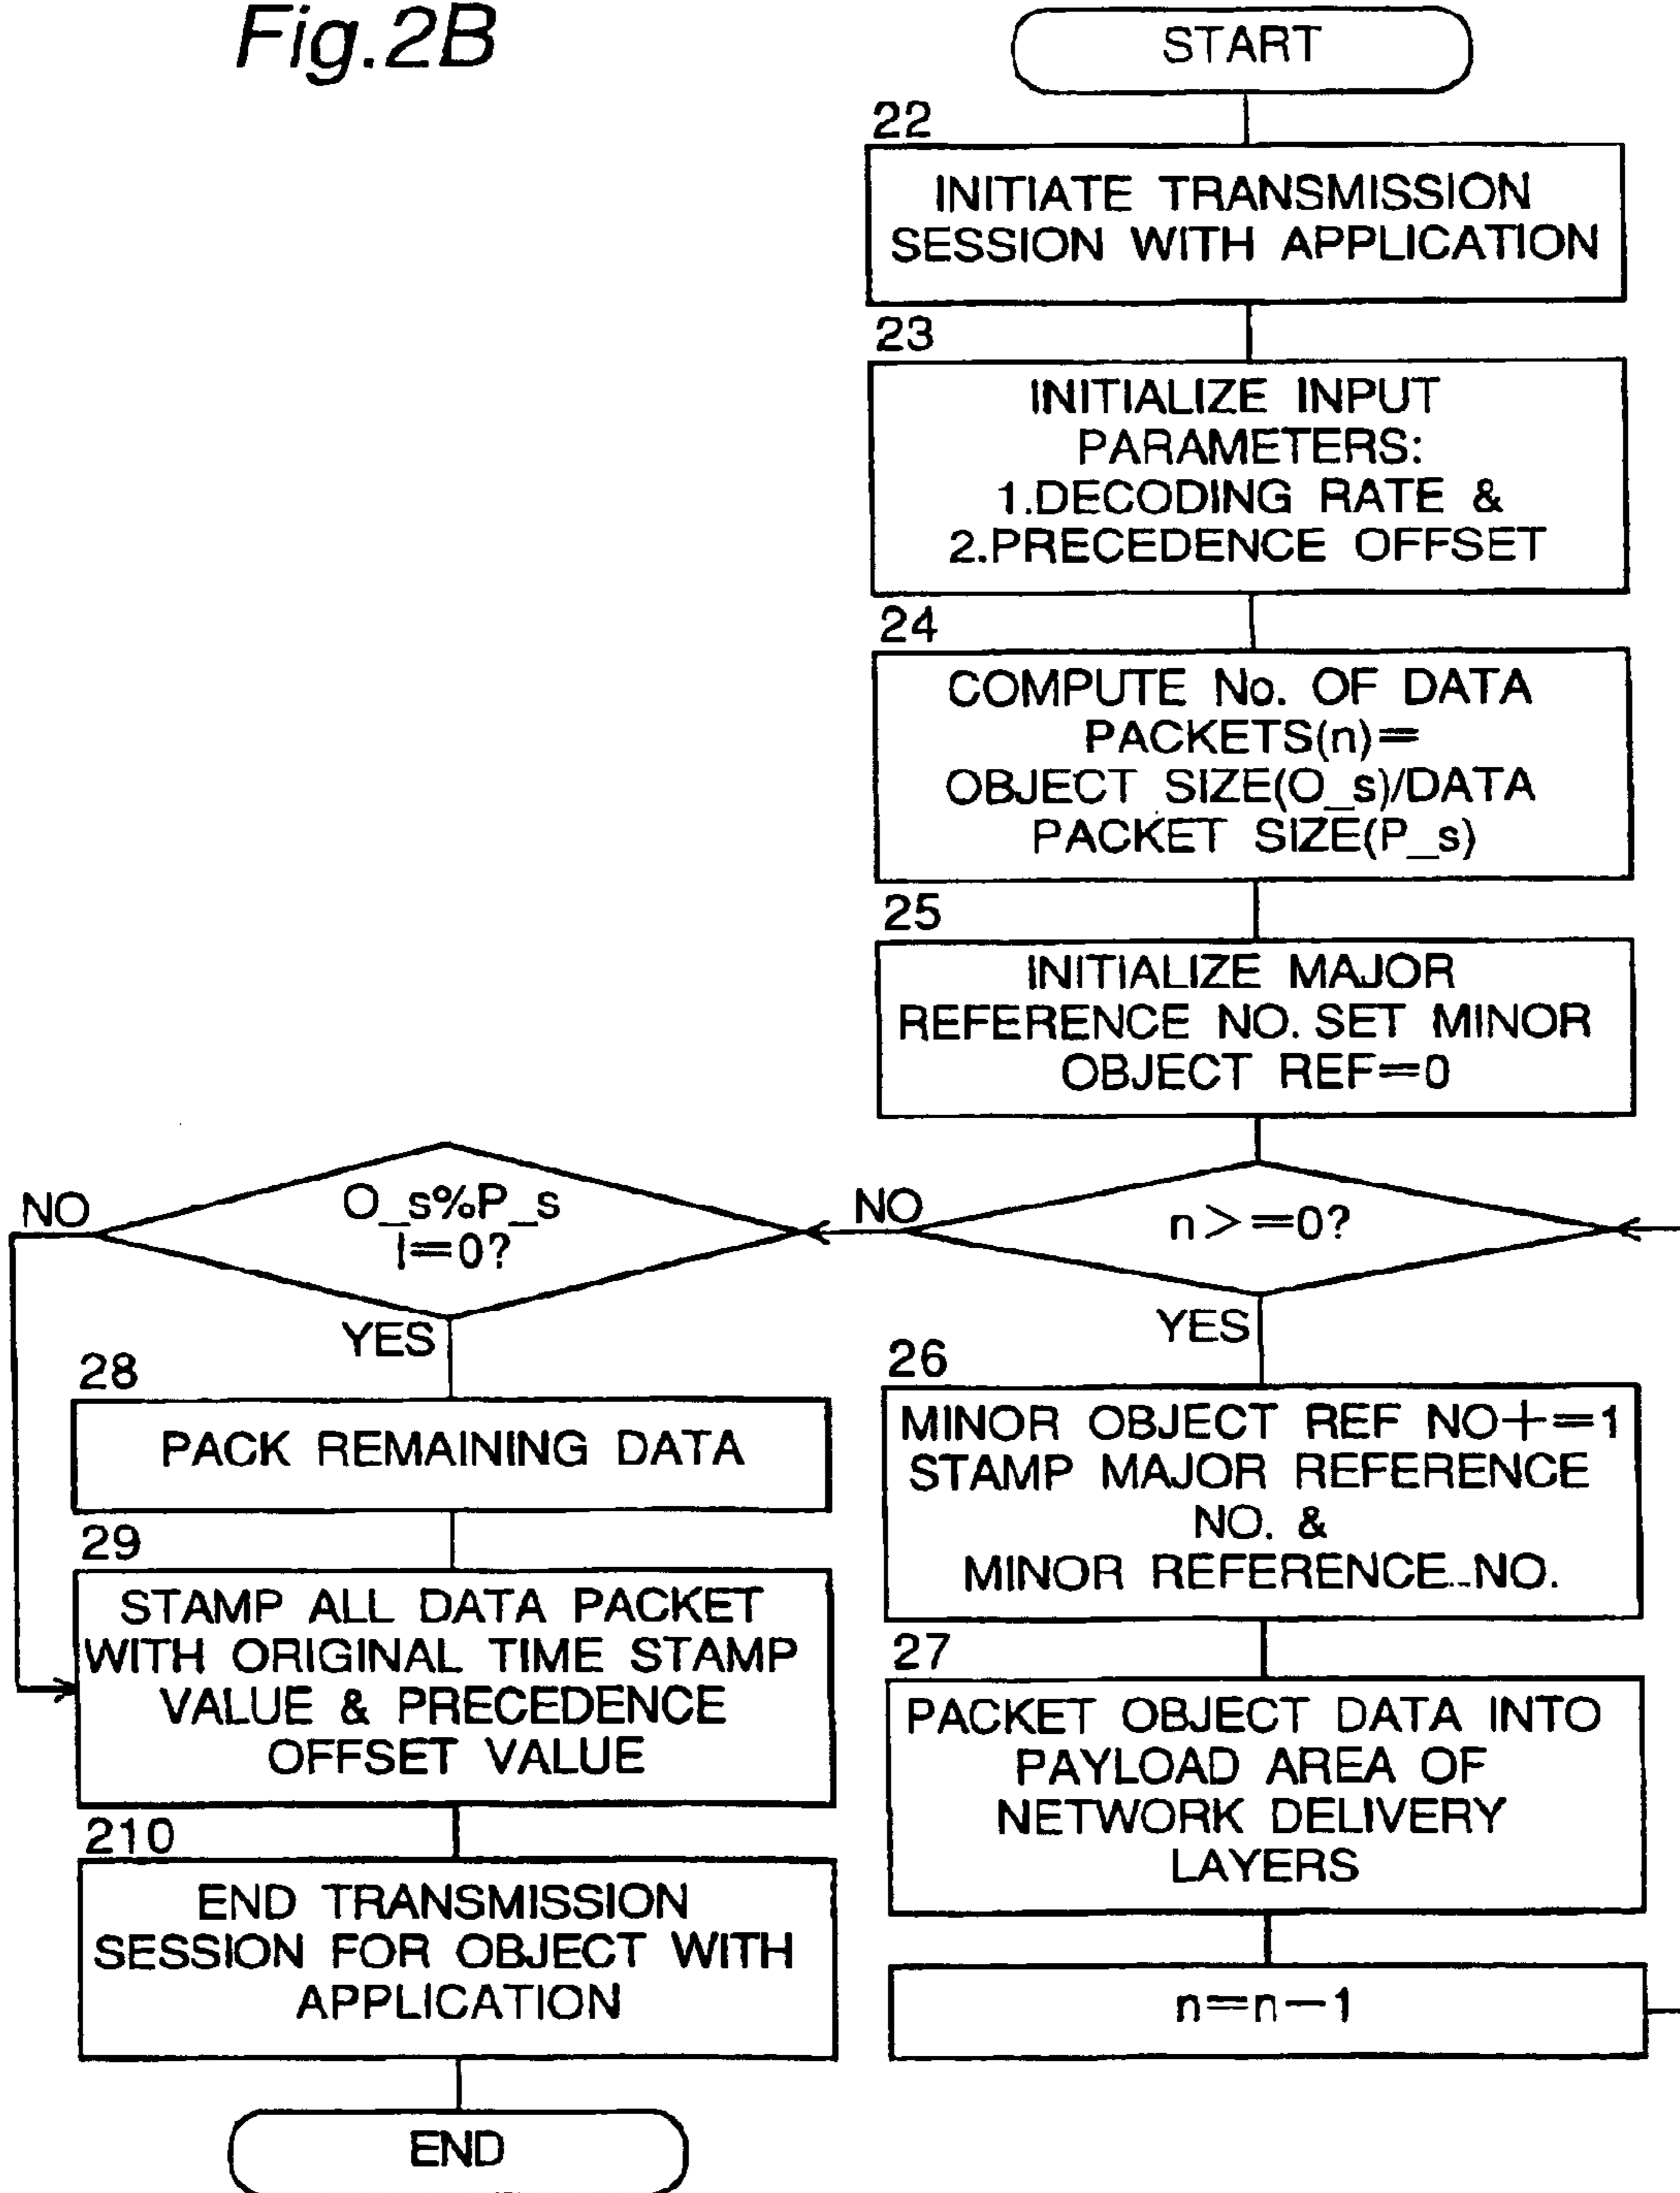 Fig.2B
START
22
INITIATE TRANSMISSION
SESSION WITH APPLICATION
23
INITIALIZE INPUT
PARAMETERS:
1.DECODING RATE &
2.PRECEDENCE OFFSET
24
COMPUTE No. OF DATA
PACKETS(n)=
OBJECT SIZE(O_s)/DATA
PACKET SIZE(P_s)
25
INITIALIZE MAJOR
REFERENCE NO. SET MINOR
OBJECT REF=0
n>=0?
NO
YES
26
MINOR OBJECT REF NO+=1
STAMP MAJOR REFERENCE
NO. &
MINOR REFERENCE NO.
27
PACKET OBJECT DATA INTO
PAYLOAD AREA OF
NETWORK DELIVERY
LAYERS
n=n-1
O_s%P_s
!=0?
NO
YES
28
PACK REMAINING DATA
29
STAMP ALL DATA PACKET
WITH ORIGINAL TIME STAMP
VALUE & PRECEDENCE
OFFSET VALUE
210
END TRANSMISSION
SESSION FOR OBJECT WITH
APPLICATION
END